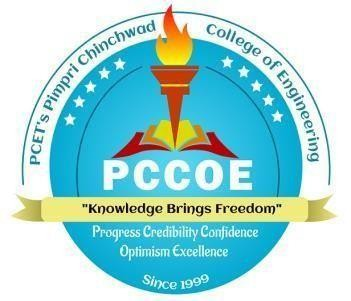 PCET's Pimpri Chinchwad College of Engineering
PCCOE
"Knowledge Brings Freedom"
Progress Credibility Confidence
Optimism Excellence
Since 1999